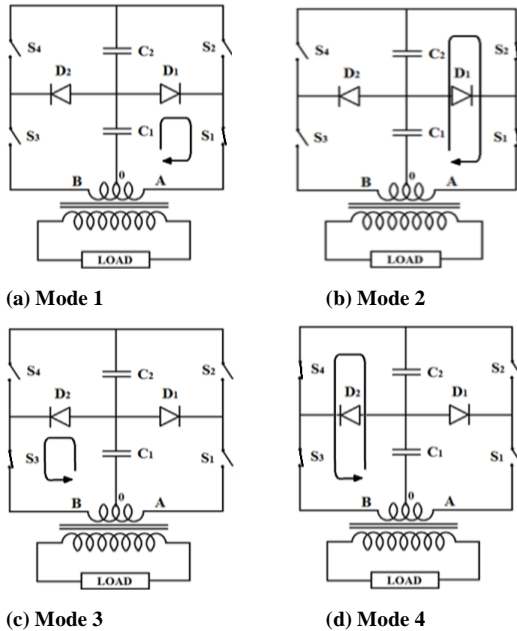 S4 C2 S2
D2 D1
S3 C1 S1
B 0 A
LOAD
(a) Mode 1
S4 C2 S2
D2 D1
S3 C1 S1
B 0 A
LOAD
(b) Mode 2
S4 C2 S2
D2 D1
S3 C1 S1
B 0 A
LOAD
(c) Mode 3
S4 C2 S2
D2 D1
S3 C1 S1
B 0 A
LOAD
(d) Mode 4